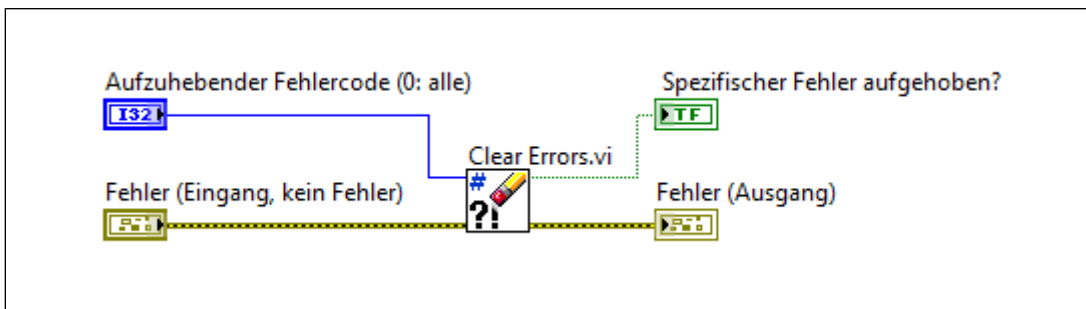 Aufzuhebender Fehlercode (0: alle)
Spezifischer Fehler aufgehoben?
I32
TF
Clear Errors.vi
#
?!
Fehler (Eingang, kein Fehler)
Fehler (Ausgang)